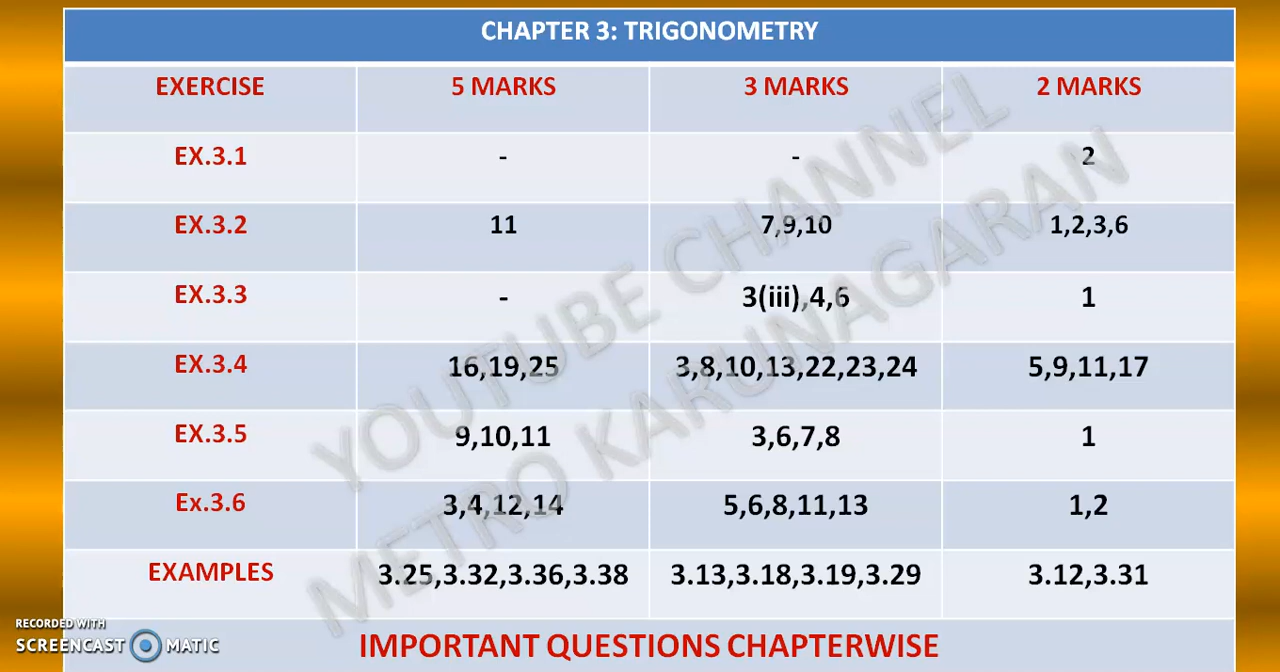 CHAPTER 3: TRIGONOMETRY
EXERCISE 5 MARKS 3 MARKS 2 MARKS
EX.3.1 - - 2
EX.3.2 11 7,9,10 1,2,3,6
EX.3.3 - 3(iii),4,6 1
EX.3.4 16,19,25 3,8,10,13,22,23,24 5,9,11,17
EX.3.5 9,10,11 3,6,7,8 1
Ex.3.6 3,4,12,14 5,6,8,11,13 1,2
EXAMPLES 3.25,3.32,3.36,3.38 3.13,3.18,3.19,3.29 3.12,3.31
IMPORTANT QUESTIONS CHAPTERWISE
YOUTUBE CHANNEL
METRO KARUNAGARAN
RECORDED WITH
SCREENCAST MATIC